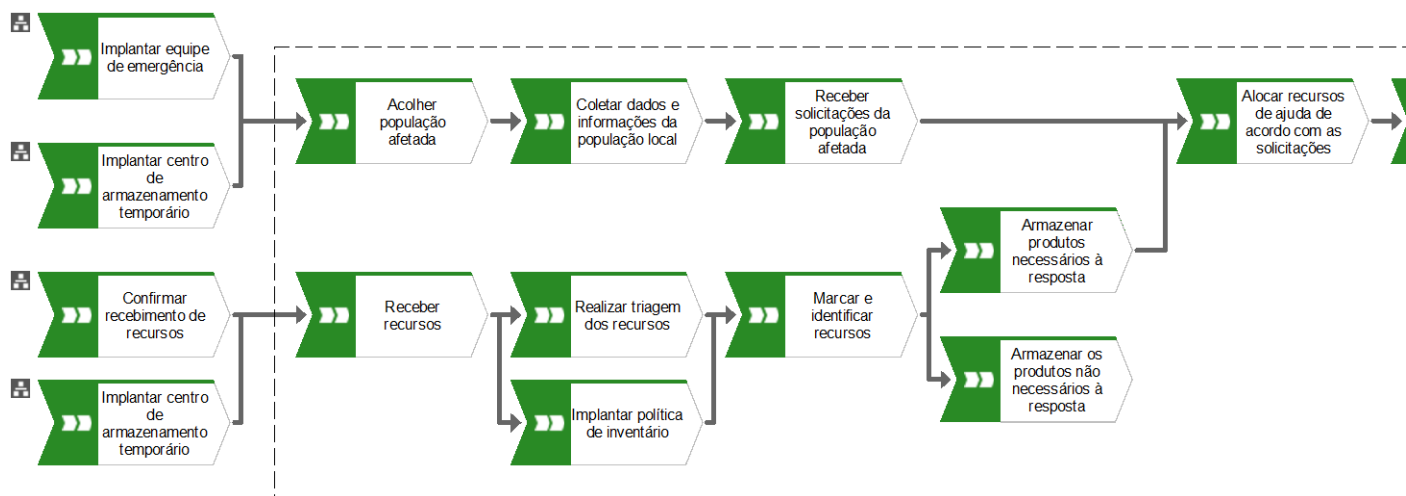 Implantar equipe
de emergência
Acolher
população
afetada
Coletar dados e
informações da
população local
Receber
solicitações da
população
afetada
Alocar recursos
de ajuda de
acordo com as
solicitações
Implantar centro
de
armazenamento
temporário
Armazenar
produtos
necessários à
resposta
Confirmar
recebimento de
recursos
Receber
recursos
Realizar triagem
dos recursos
Marcar e
identificar
recursos
Armazenar os
produtos não
necessários à
resposta
Implantar centro
de
armazenamento
temporário
Implantar política
de inventário